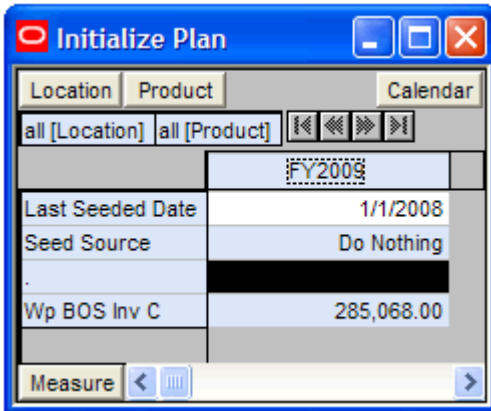 Initialize Plan
Location Product Calendar
all [Location] all [Product]
FY2009
Last Seeded Date 1/1/2008
Seed Source Do Nothing
.
Wp BOS Inv C 285,068.00
Measure